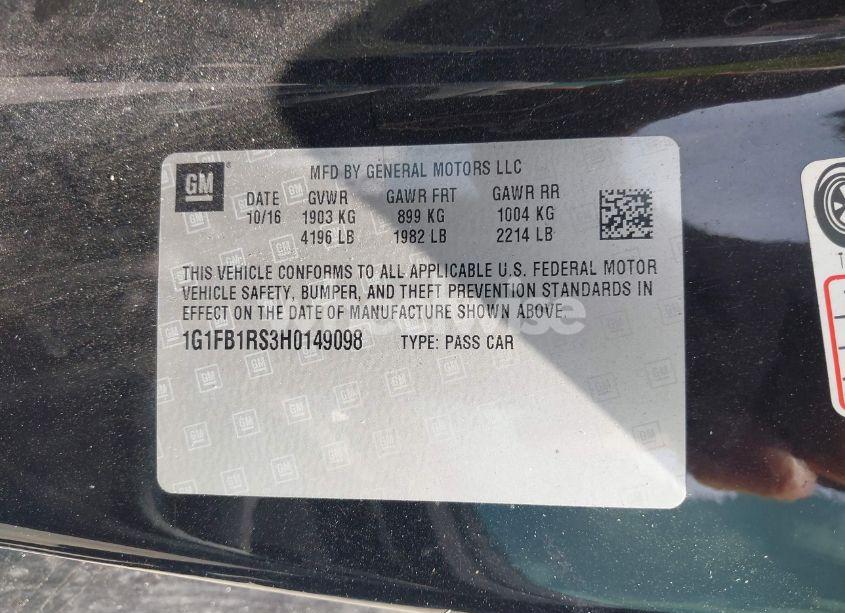 GM
MFD BY GENERAL MOTORS LLC
DATE GVWR GAWR FRT GAWR RR
10/16 1903 KG 899 KG 1004 KG
4196 LB 1982 LB 2214 LB
THIS VEHICLE CONFORMS TO ALL APPLICABLE U.S. FEDERAL MOTOR
VEHICLE SAFETY, BUMPER, AND THEFT PREVENTION STANDARDS IN
EFFECT ON THE DATE OF MANUFACTURE SHOWN ABOVE.
1G1FB1RS3H0149098 TYPE: PASS CAR